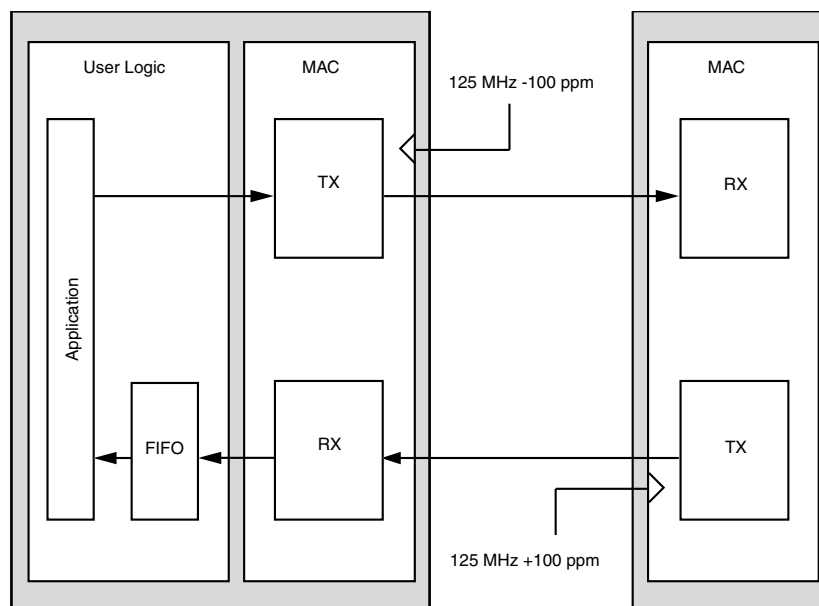 User Logic
MAC
MAC
125 MHz -100 ppm
TX
RX
Application
FIFO
RX
TX
125 MHz +100 ppm